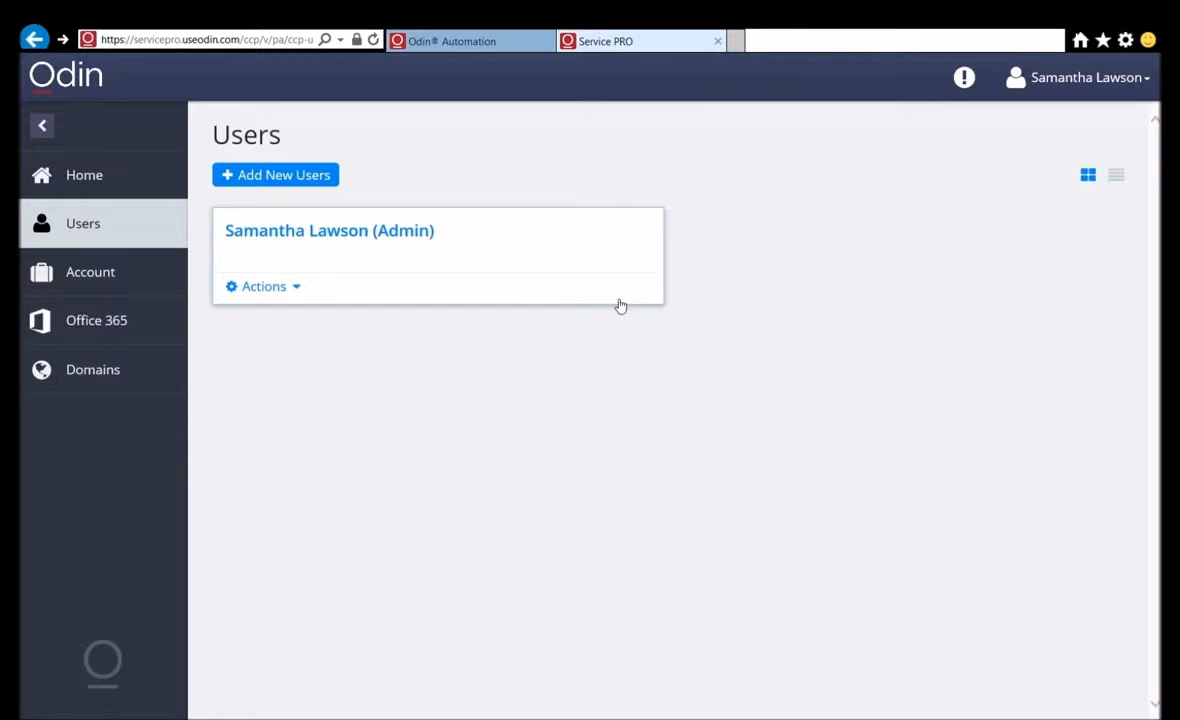 https://servicepro.useodin.com/ccp/v/pa/ccp-u
Odin® Automation
Service PRO
Odin
Samantha Lawson
Home
Users
Account
Office 365
Domains
Users
+ Add New Users
Samantha Lawson (Admin)
Actions